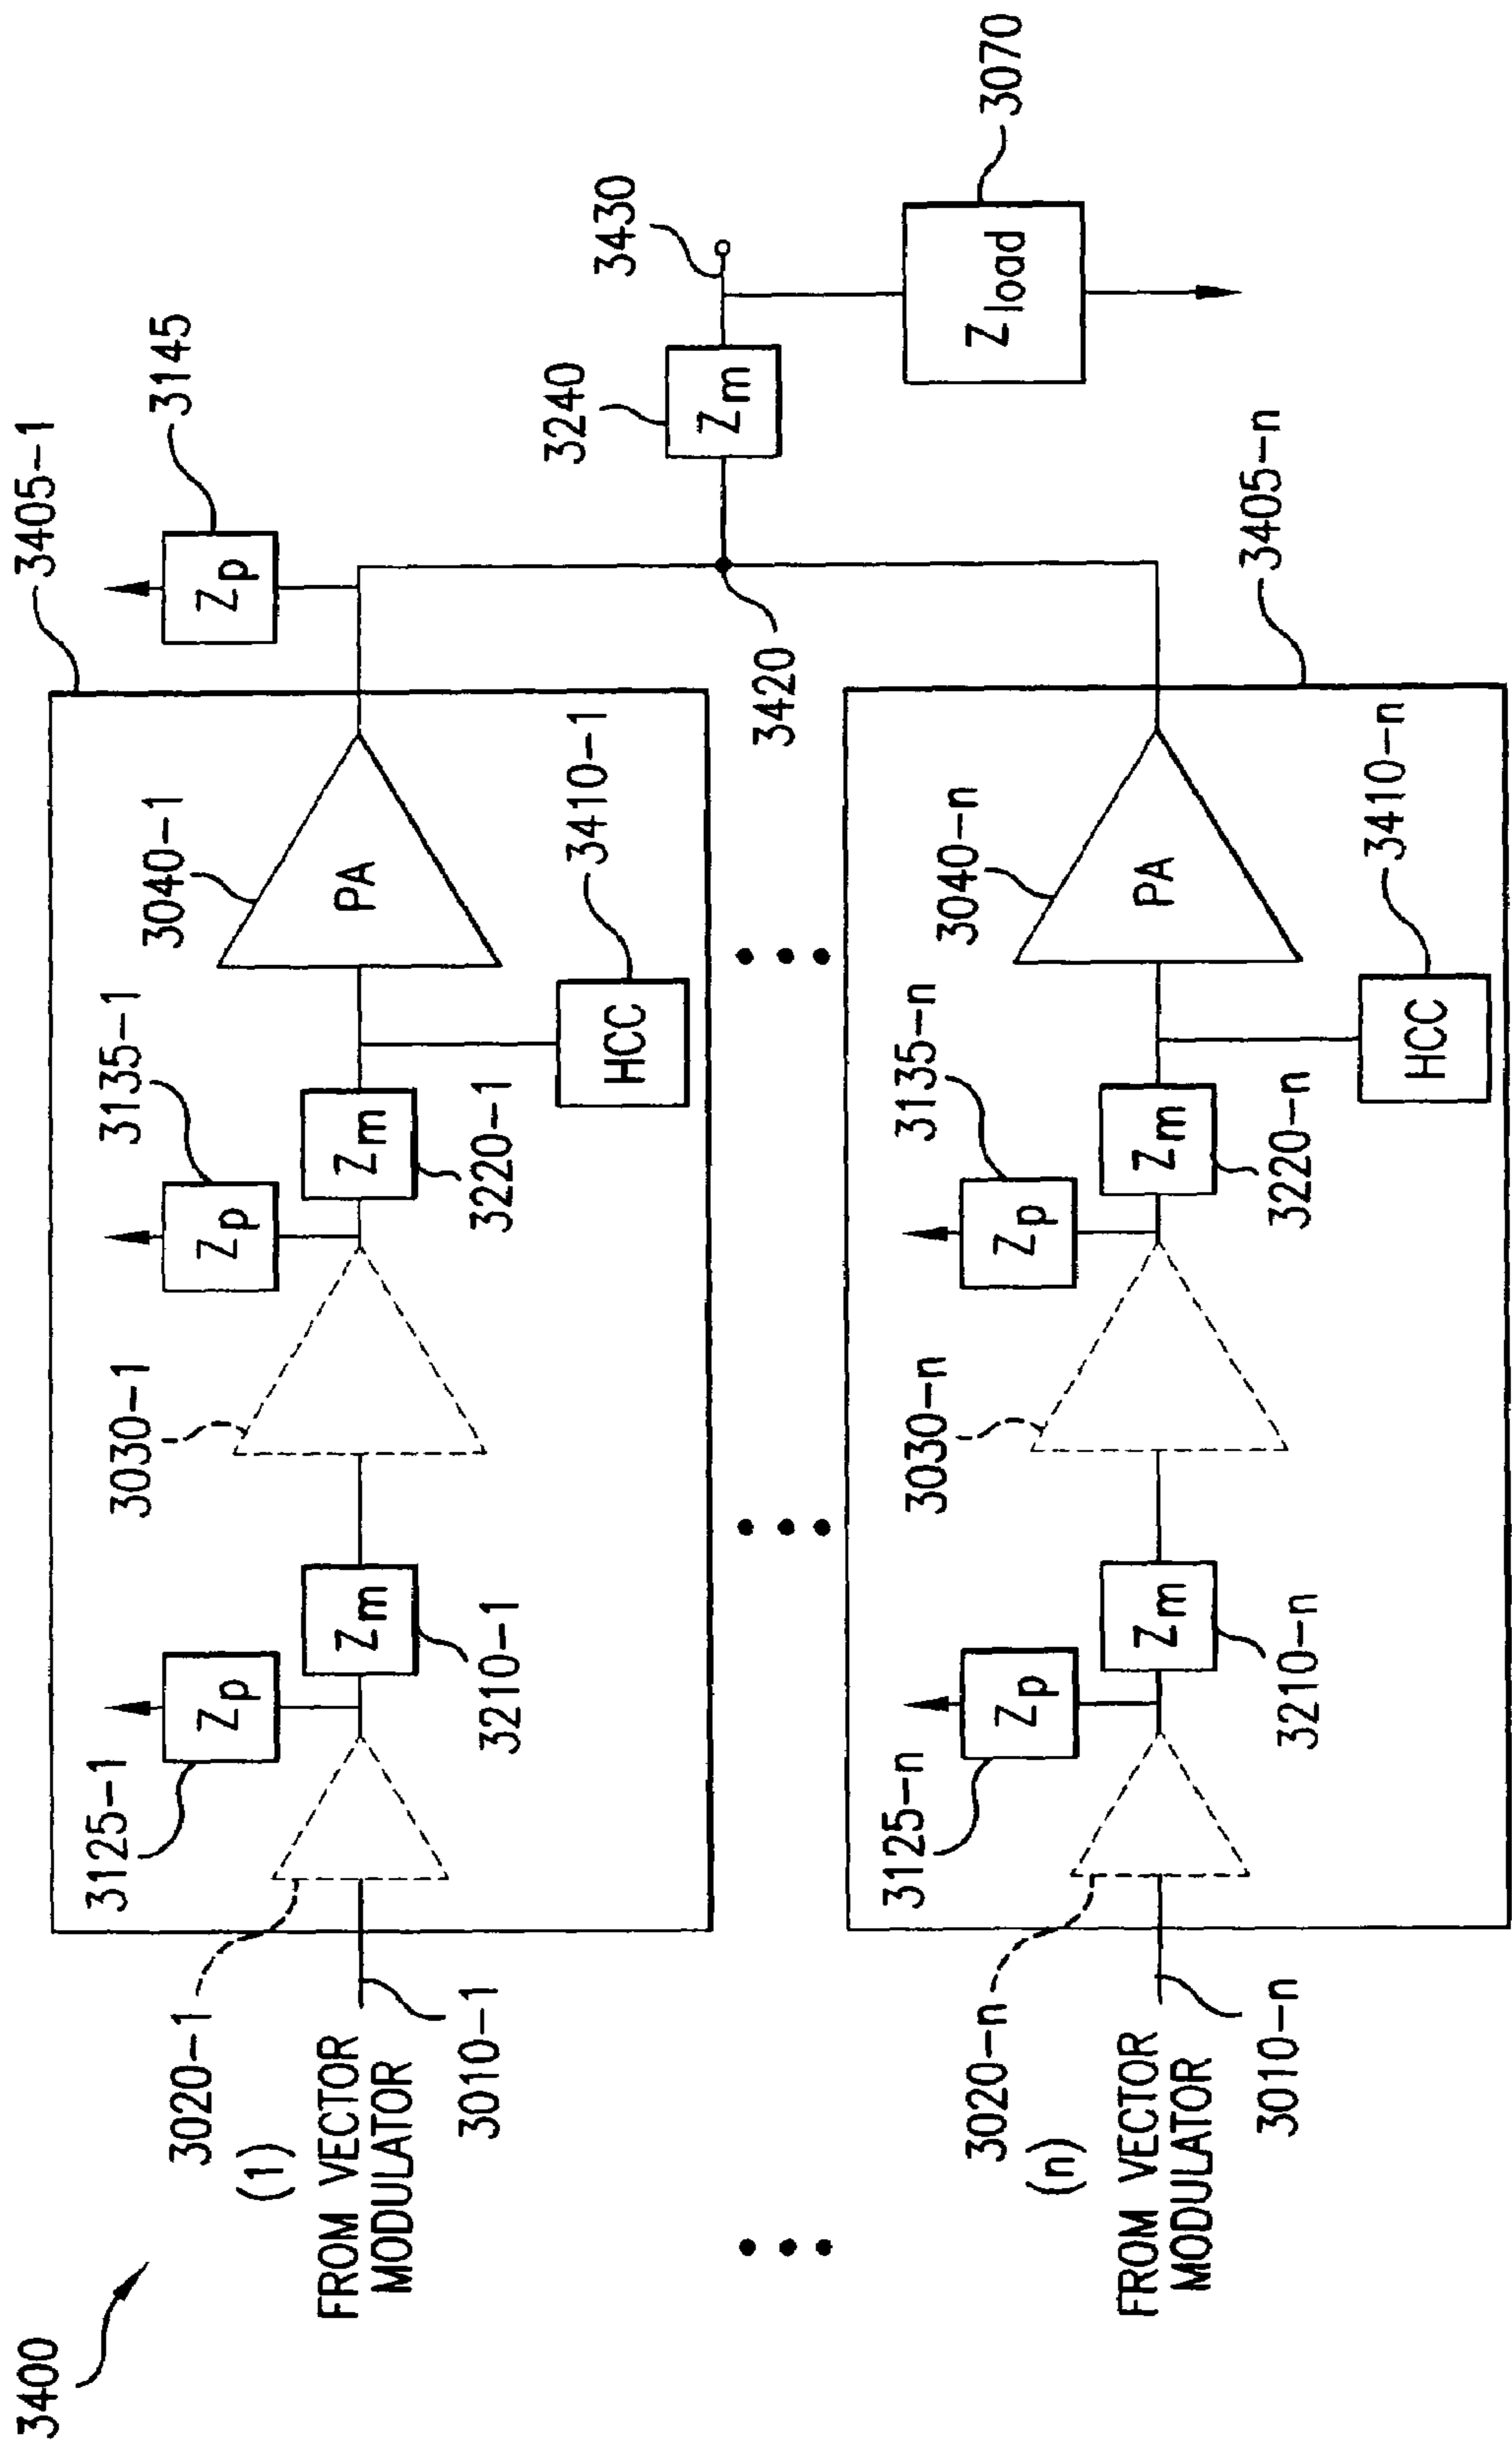 3400
3405-1
3020-1
(1)
FROM VECTOR
MODULATOR
3010-1
3125-1
Zp
Zm
3210-1
3030-1
3135-1
Zp
Zm
3220-1
3040-1
PA
HCC
3410-1
3145
Zp
3420
3240
Zm
3430
Zload
3070
3405-n
3020-n
(n)
FROM VECTOR
MODULATOR
3010-n
3125-n
Zp
Zm
3210-n
3030-n
3135-n
Zp
Zm
3220-n
3040-n
PA
HCC
3410-n